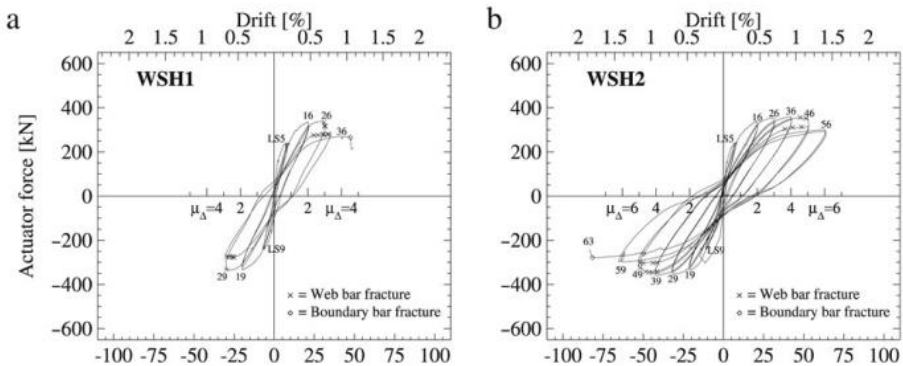 a
Drift [%]
2 1.5 1 0.5 0 0.5 1 1.5 2
WSH1
600
400
200
0
-200
-400
-600
Actuator force [kN]
16 26
36
LS5
μΔ=4 2 2 μΔ=4
LS9
29 19
× = Web bar fracture
◇ = Boundary bar fracture
-100 -75 -50 -25 0 25 50 75 100
b
Drift [%]
2 1.5 1 0.5 0 0.5 1 1.5 2
WSH2
600
400
200
0
-200
-400
-600
16 26 36 46
56
LS5
μΔ=6 4 2 2 4 μΔ=6
LS9
63
59 49 39 29 19
× = Web bar fracture
◇ = Boundary bar fracture
-100 -75 -50 -25 0 25 50 75 100